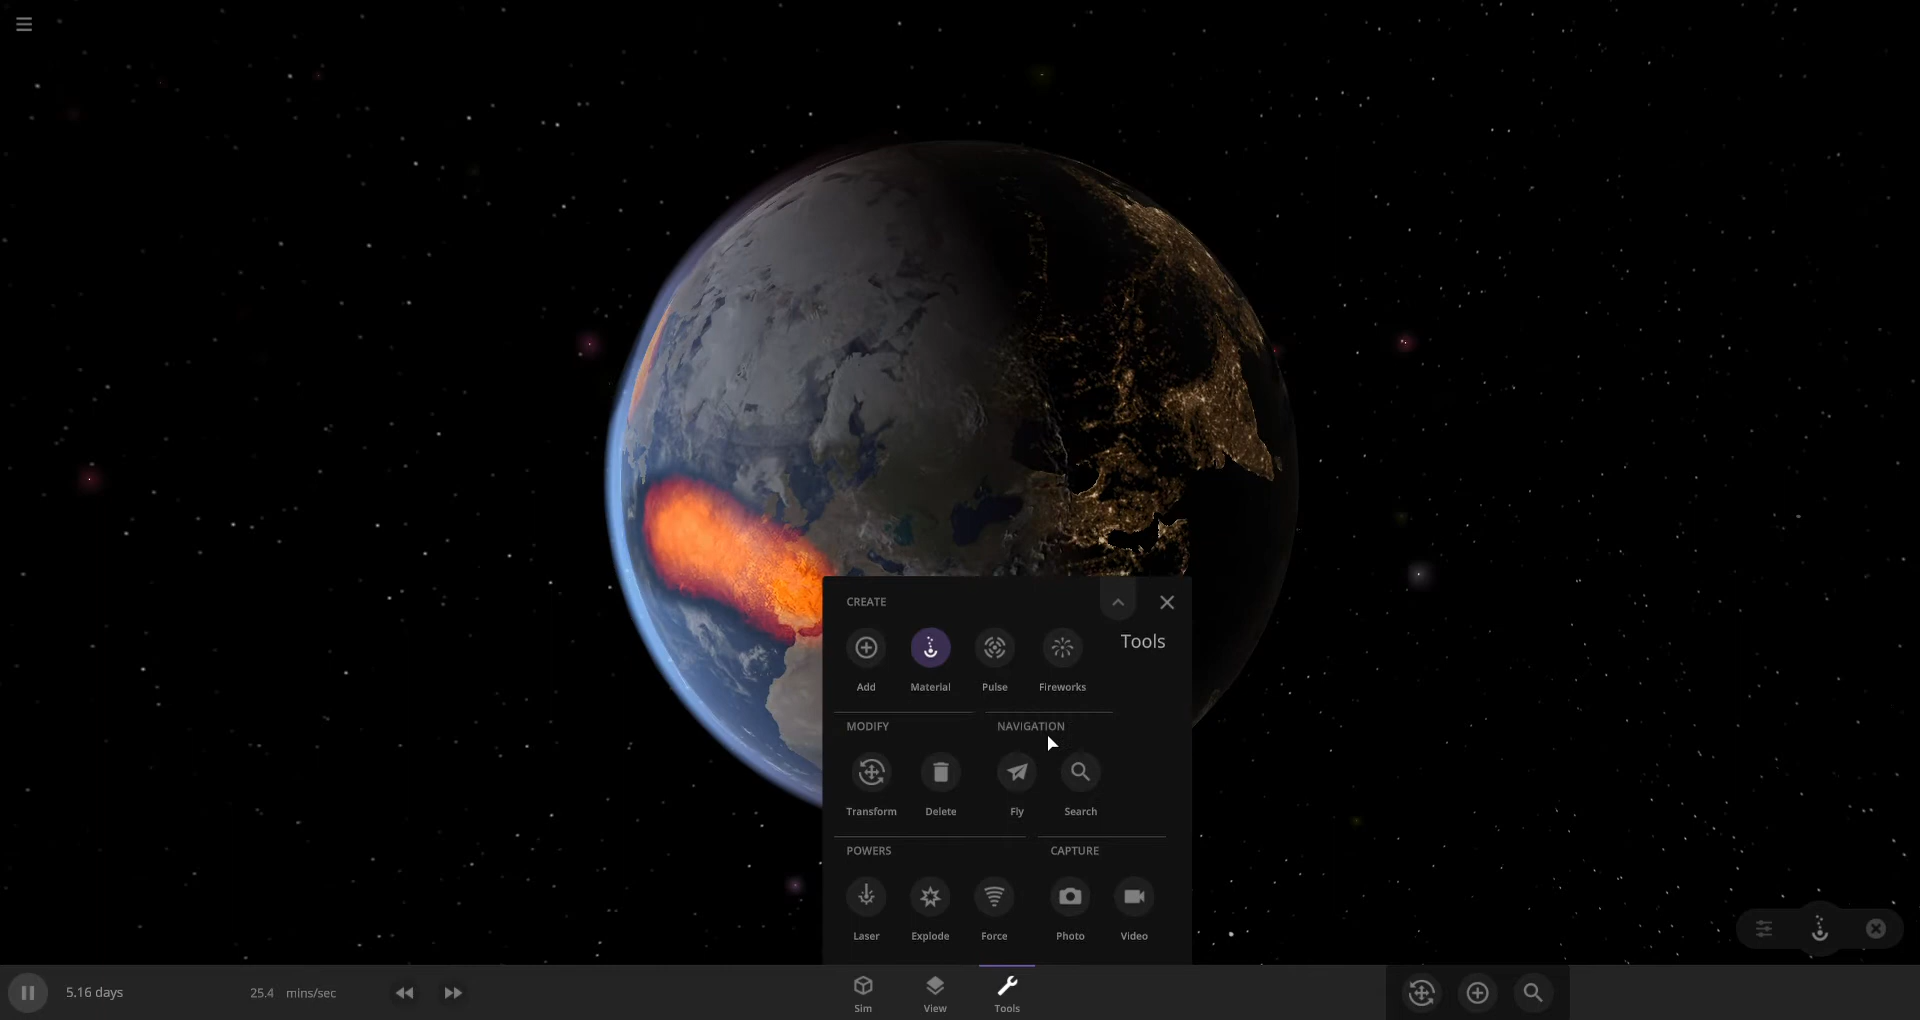 CREATE
Tools
Add Material Pulse Fireworks
MODIFY NAVIGATION
Transform Delete Fly Search
POWERS CAPTURE
Laser Explode Force Photo Video
5.16 days 25.4 mins/sec
Sim View Tools